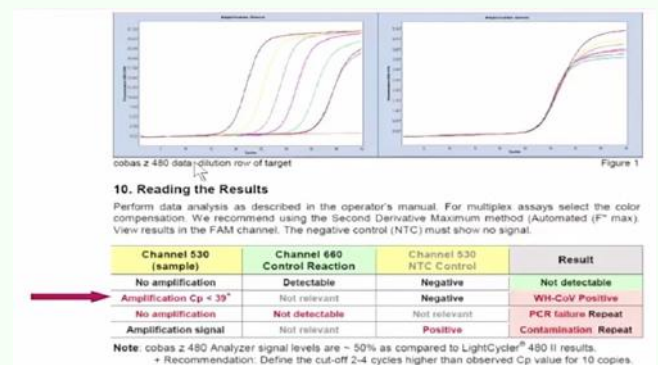 cobas z 480 data: dilution row of target
Figure 1
10. Reading the Results
Perform data analysis as described in the operator's manual. For multiplex assays select the color
compensation. We recommend using the Second Derivative Maximum method (Automated (F" max).
View results in the FAM channel. The negative control (NTC) must show no signal.
Channel 530 (sample) Channel 660 Control Reaction Channel 530 NTC Control Result
No amplification Detectable Negative Not detectable
Amplification Cp < 39+ Not relevant Negative WH-CoV Positive
No amplification Not detectable Not relevant PCR failure Repeat
Amplification signal Not relevant Positive Contamination Repeat
Note: cobas z 480 Analyzer signal levels are ~ 50% as compared to LightCycler® 480 II results.
+ Recommendation: Define the cut-off 2-4 cycles higher than observed Cp value for 10 copies.